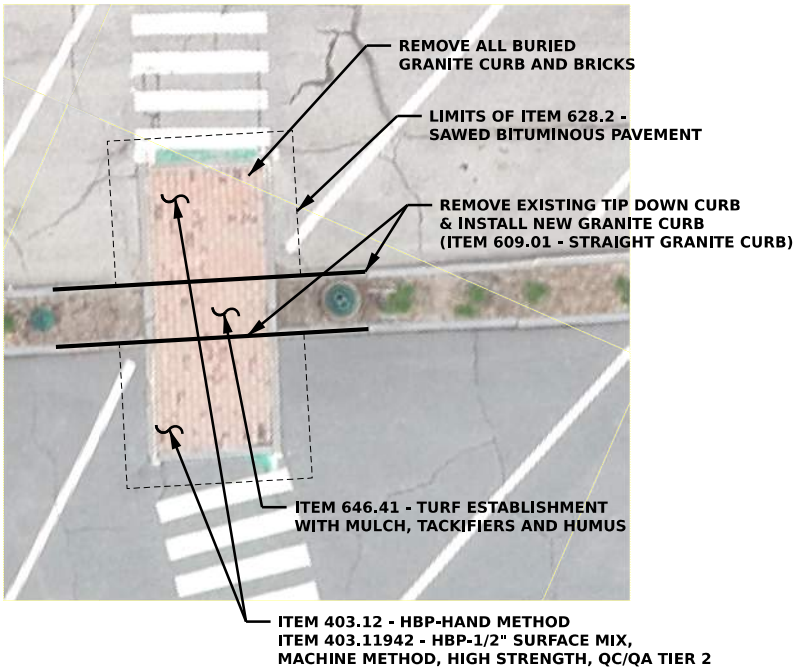 REMOVE ALL BURIED
GRANITE CURB AND BRICKS
LIMITS OF ITEM 628.2 -
SAWED BITUMINOUS PAVEMENT
REMOVE EXISTING TIP DOWN CURB
& INSTALL NEW GRANITE CURB
(ITEM 609.01 - STRAIGHT GRANITE CURB)
ITEM 646.41 - TURF ESTABLISHMENT
WITH MULCH, TACKIFIERS AND HUMUS
ITEM 403.12 - HBP-HAND METHOD
ITEM 403.11942 - HBP-1/2" SURFACE MIX,
MACHINE METHOD, HIGH STRENGTH, QC/QA TIER 2